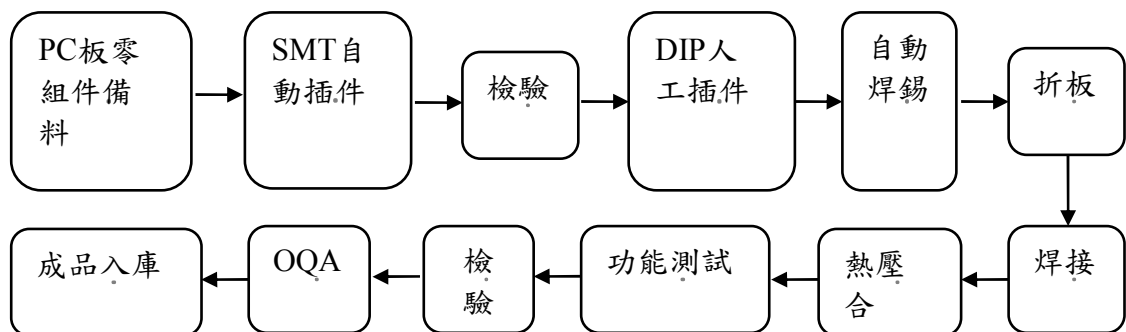 PC板零
組件備
料
SMT自
動插件
檢驗
DIP人
工插件
自動
焊錫
折板
焊接
熱壓
合
功能測試
檢
驗
OQA
成品入庫